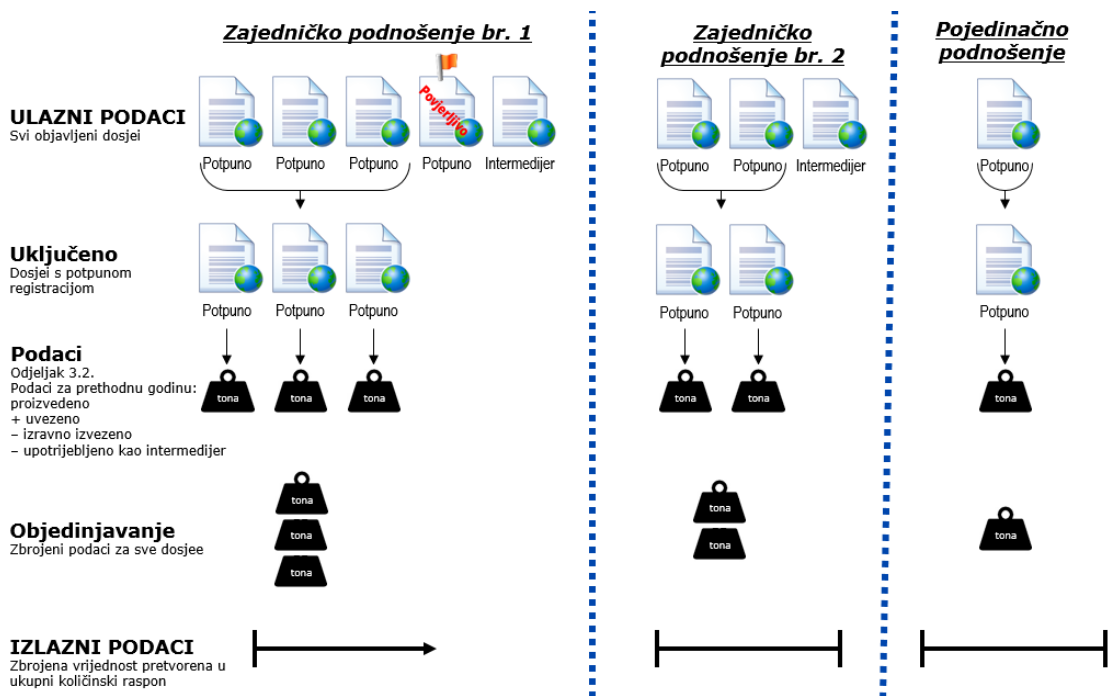 Zajedničko podnošenje br. 1
Zajedničko
podnošenje br. 2
Pojedinačno
podnošenje
ULAZNI PODACI
Svi objavljeni dosjei
Povjerljivo
Potpuno Potpuno Potpuno Potpuno Intermedijer
Potpuno Potpuno Intermedijer
Potpuno
Uključeno
Dosjei s potpunom
registracijom
Potpuno Potpuno Potpuno
Potpuno Potpuno
Potpuno
Podaci
Odjeljak 3.2.
Podaci za prethodnu godinu:
proizvedeno
+ uvezeno
– izravno izvezeno
– upotrijebljeno kao intermedijer
tona tona tona
tona tona
tona
Objedinjavanje
Zbrojeni podaci za sve dosjee
tona
tona
tona
tona
tona
tona
IZLAZNI PODACI
Zbrojena vrijednost pretvorena u
ukupni količinski raspon